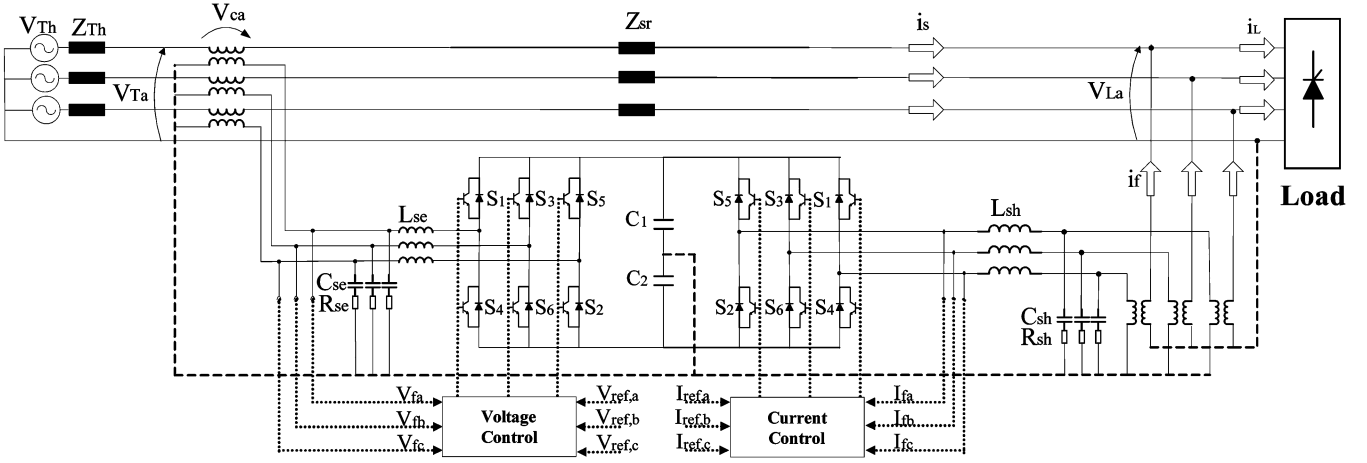 VTh
ZTh
Vca
Zsr
is
iL
VTa
VLa
if
Load
S1
S3
S5
S5
S3
S1
Lse
C1
Lsh
C2
Cse
Rse
S4
S6
S2
S2
S6
S4
Csh
Rsh
Vfa
Vfb
Vfc
Voltage
Control
Vref,a
Vref,b
Vref,c
Iref,a
Iref,b
Iref,c
Current
Control
Ifa
Ifb
Ifc